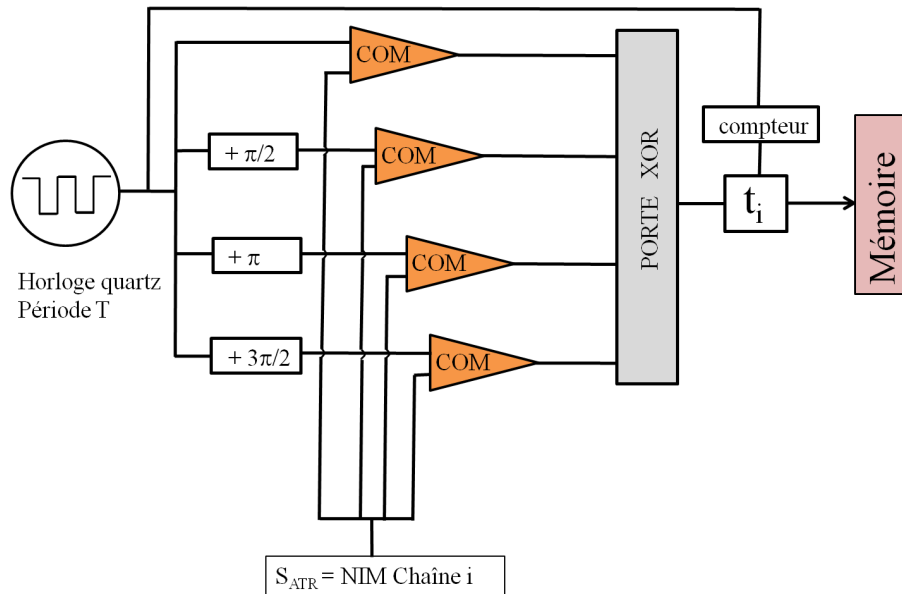 COM
compteur
+ π/2
COM
PORTE XOR
t_i
Mémoire
+ π
COM
Horloge quartz
Période T
+ 3π/2
COM
S_ATR = NIM Chaîne i